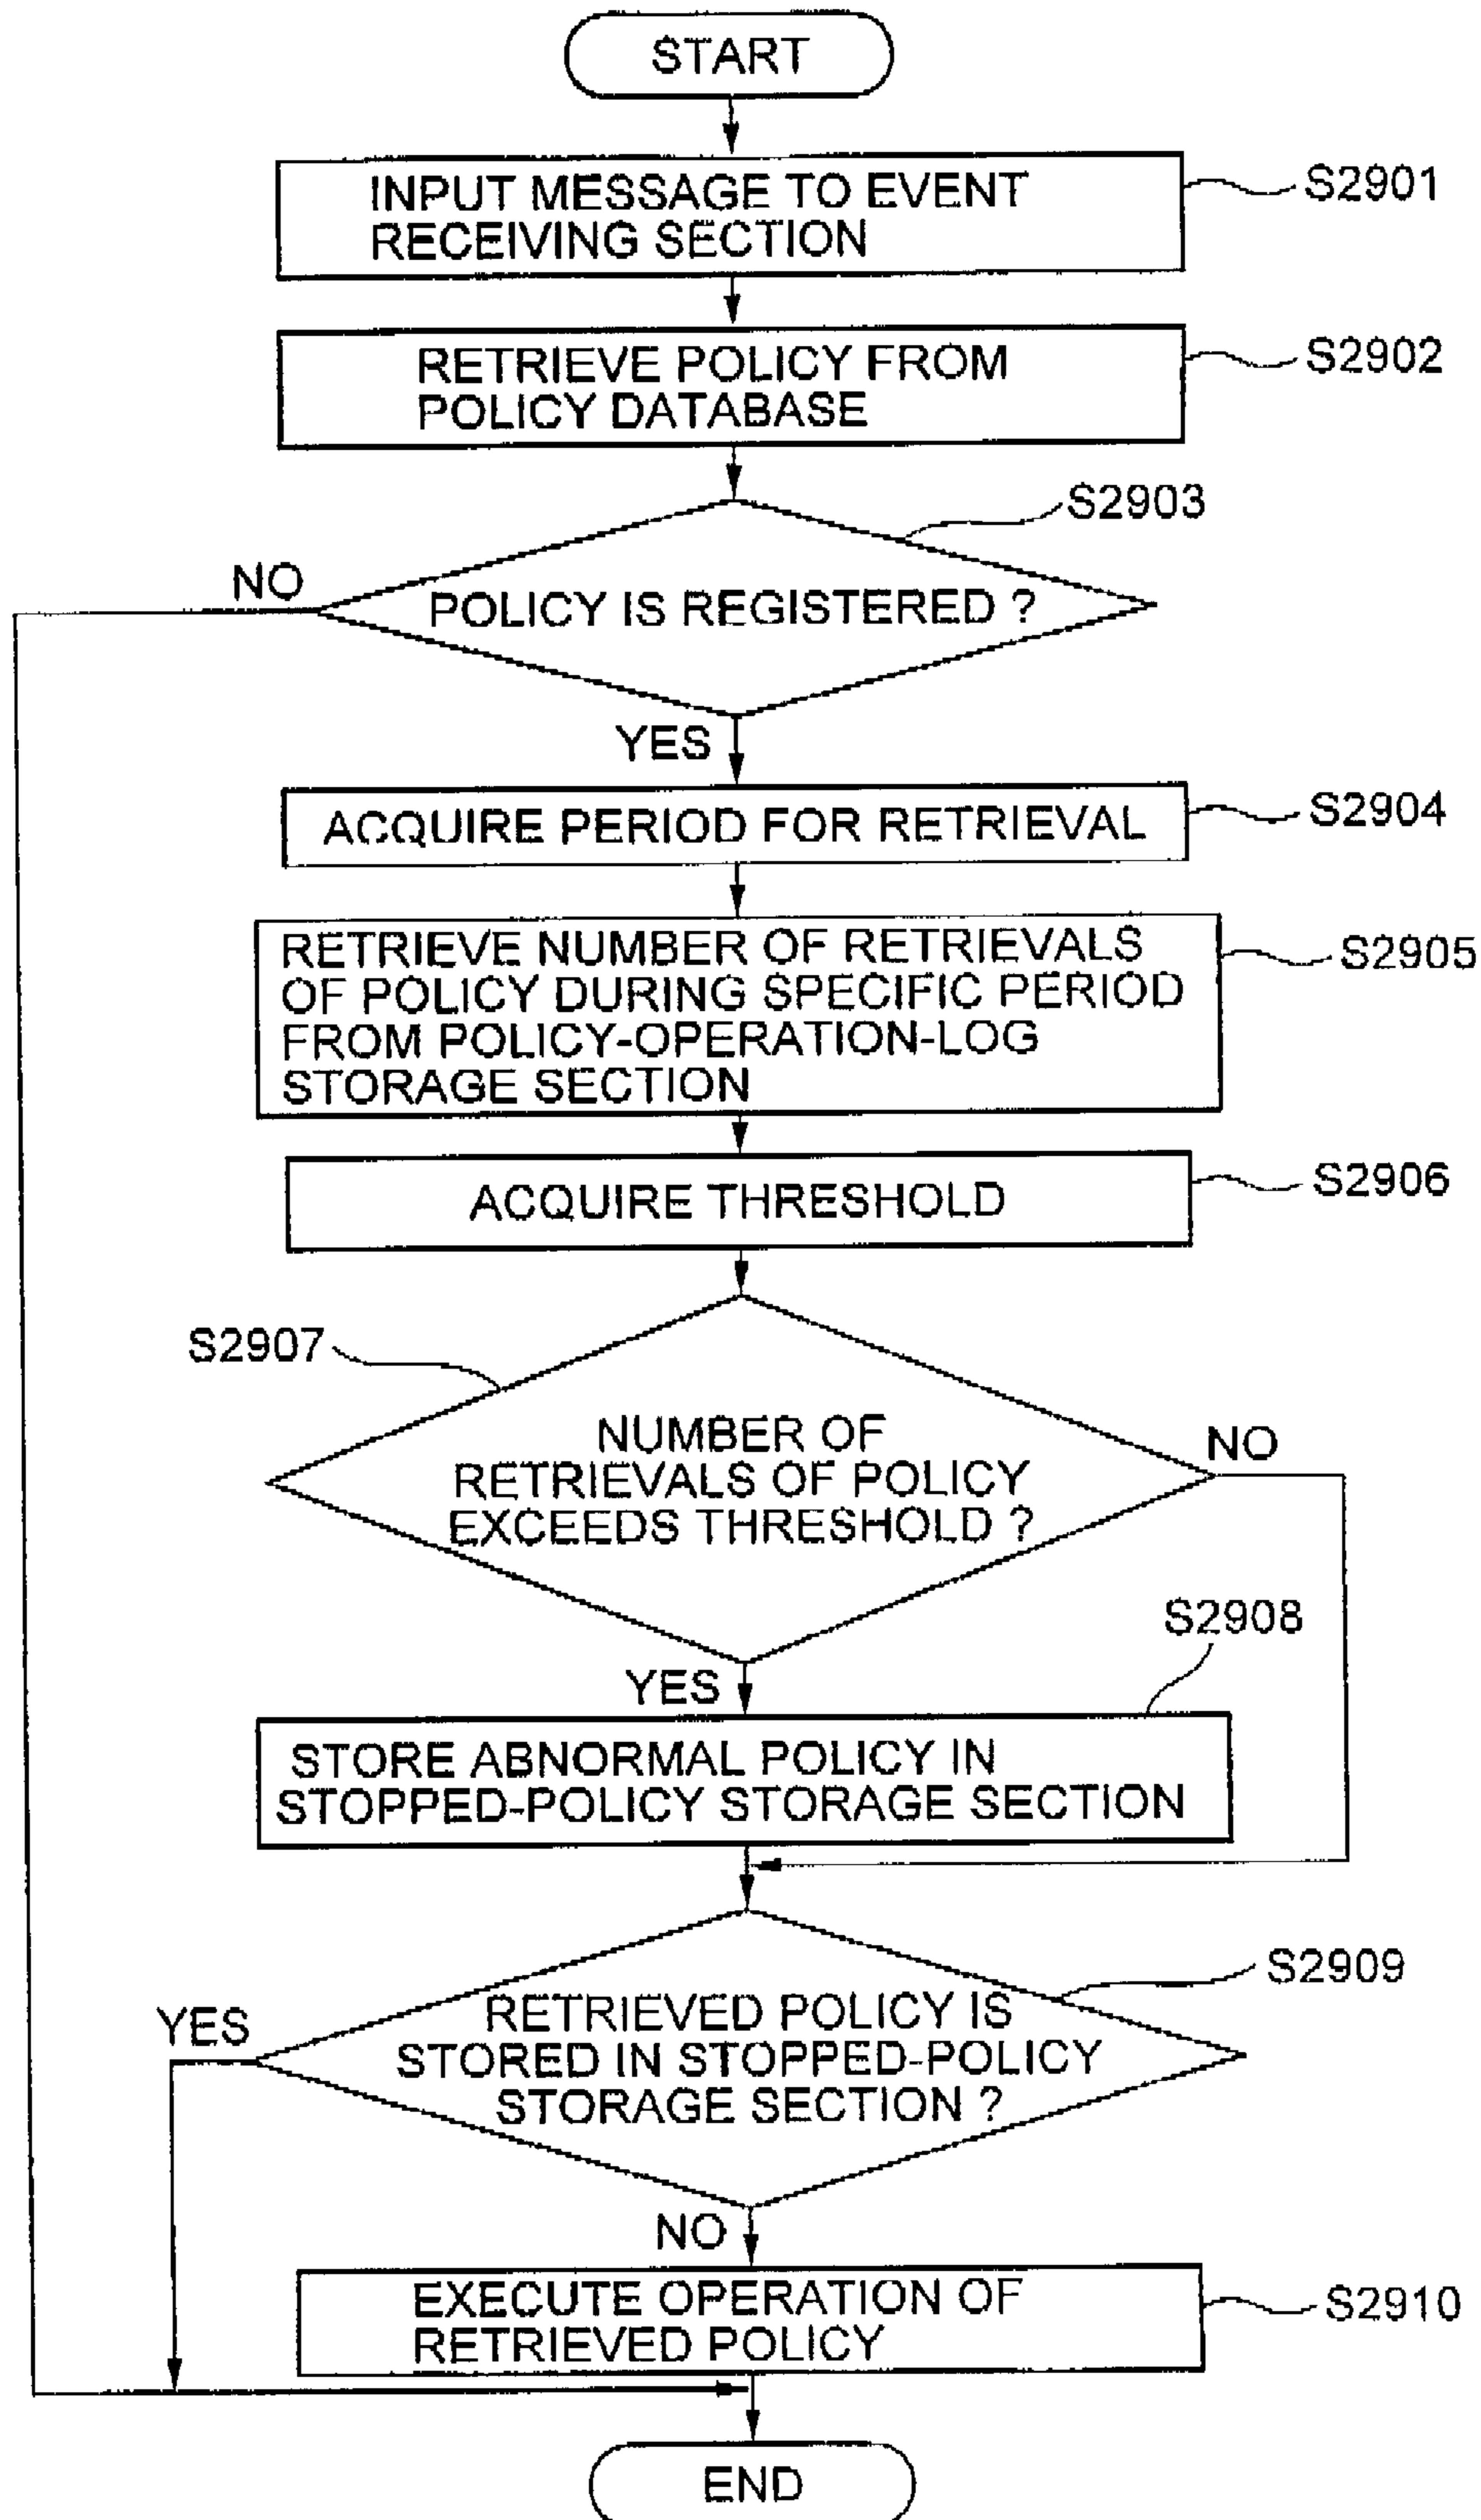 START
INPUT MESSAGE TO EVENT
RECEIVING SECTION
S2901
RETRIEVE POLICY FROM
POLICY DATABASE
S2902
S2903
NO
POLICY IS REGISTERED ?
YES
ACQUIRE PERIOD FOR RETRIEVAL
S2904
RETRIEVE NUMBER OF RETRIEVALS
OF POLICY DURING SPECIFIC PERIOD
FROM POLICY-OPERATION-LOG
STORAGE SECTION
S2905
ACQUIRE THRESHOLD
S2906
S2907
NUMBER OF
RETRIEVALS OF POLICY
EXCEEDS THRESHOLD ?
NO
S2908
YES
STORE ABNORMAL POLICY IN
STOPPED-POLICY STORAGE SECTION
S2909
YES
RETRIEVED POLICY IS
STORED IN STOPPED-POLICY
STORAGE SECTION ?
NO
EXECUTE OPERATION OF
RETRIEVED POLICY
S2910
END